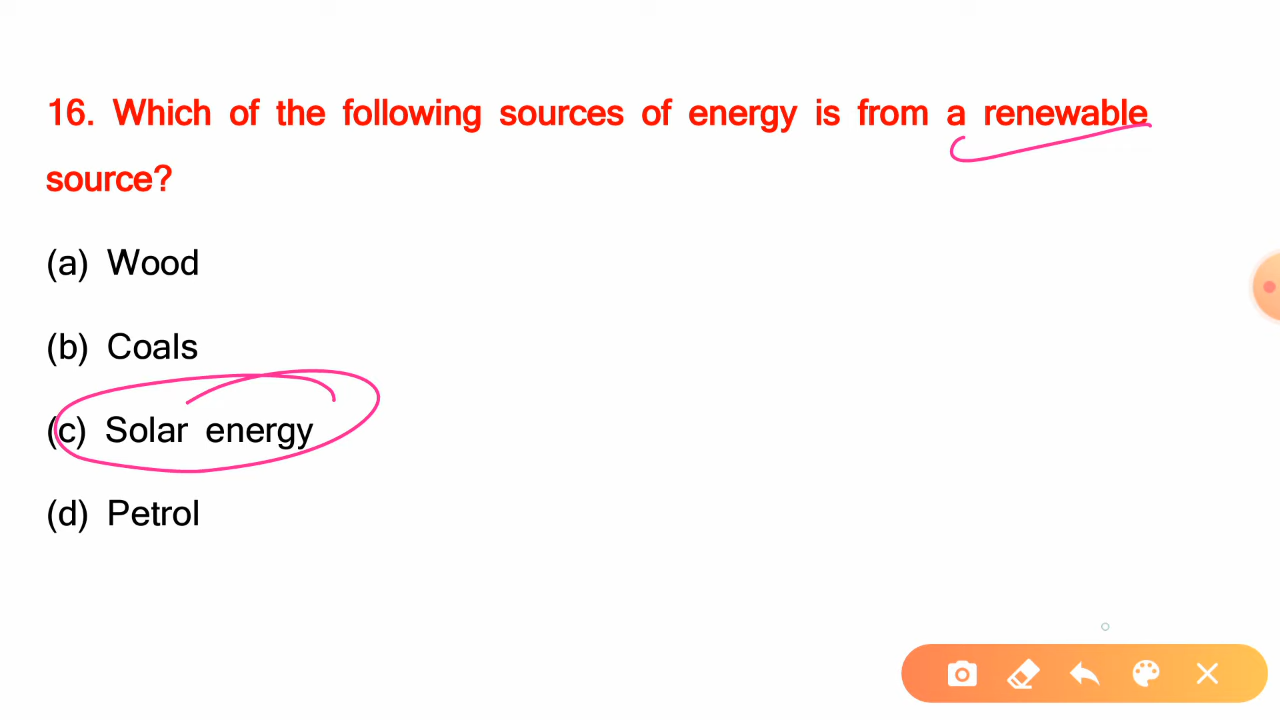 16. Which of the following sources of energy is from a renewable
source?
(a) Wood
(b) Coals
(c) Solar energy
(d) Petrol